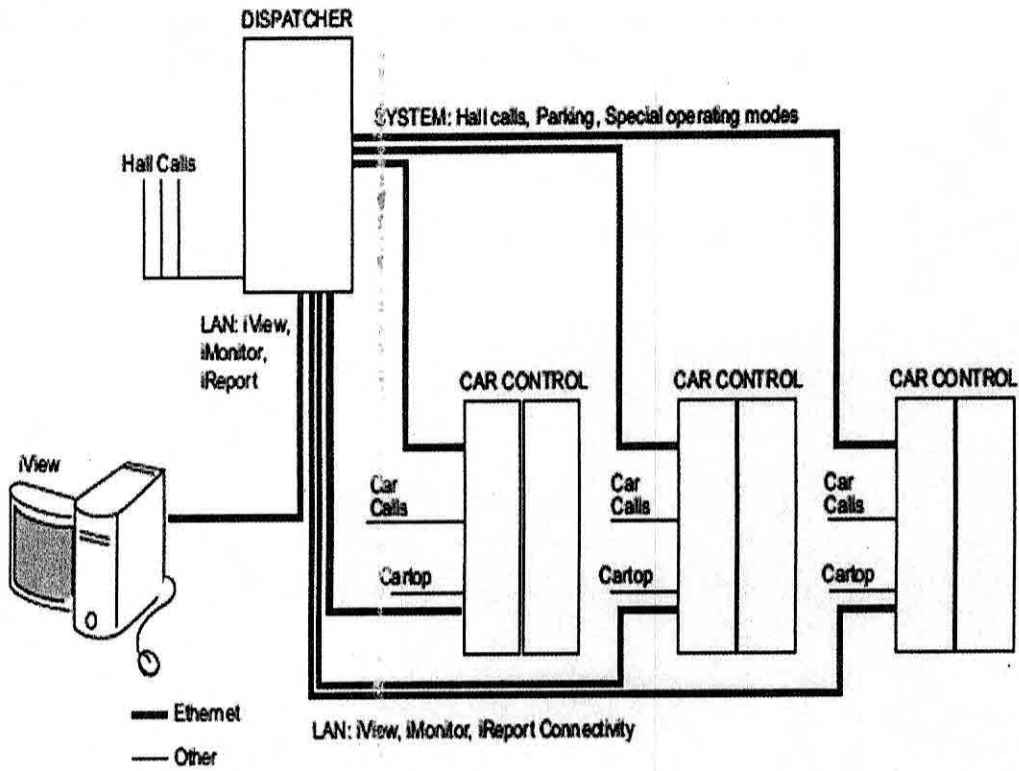 DISPATCHER
SYSTEM: Hall calls, Parking, Special operating modes
Hall Calls
LAN: iView,
iMonitor,
iReport
CAR CONTROL
CAR CONTROL
CAR CONTROL
iView
Car
Calls
Car
Calls
Car
Calls
Cartop
Cartop
Cartop
Ethernet
LAN: iView, iMonitor, iReport Connectivity
Other